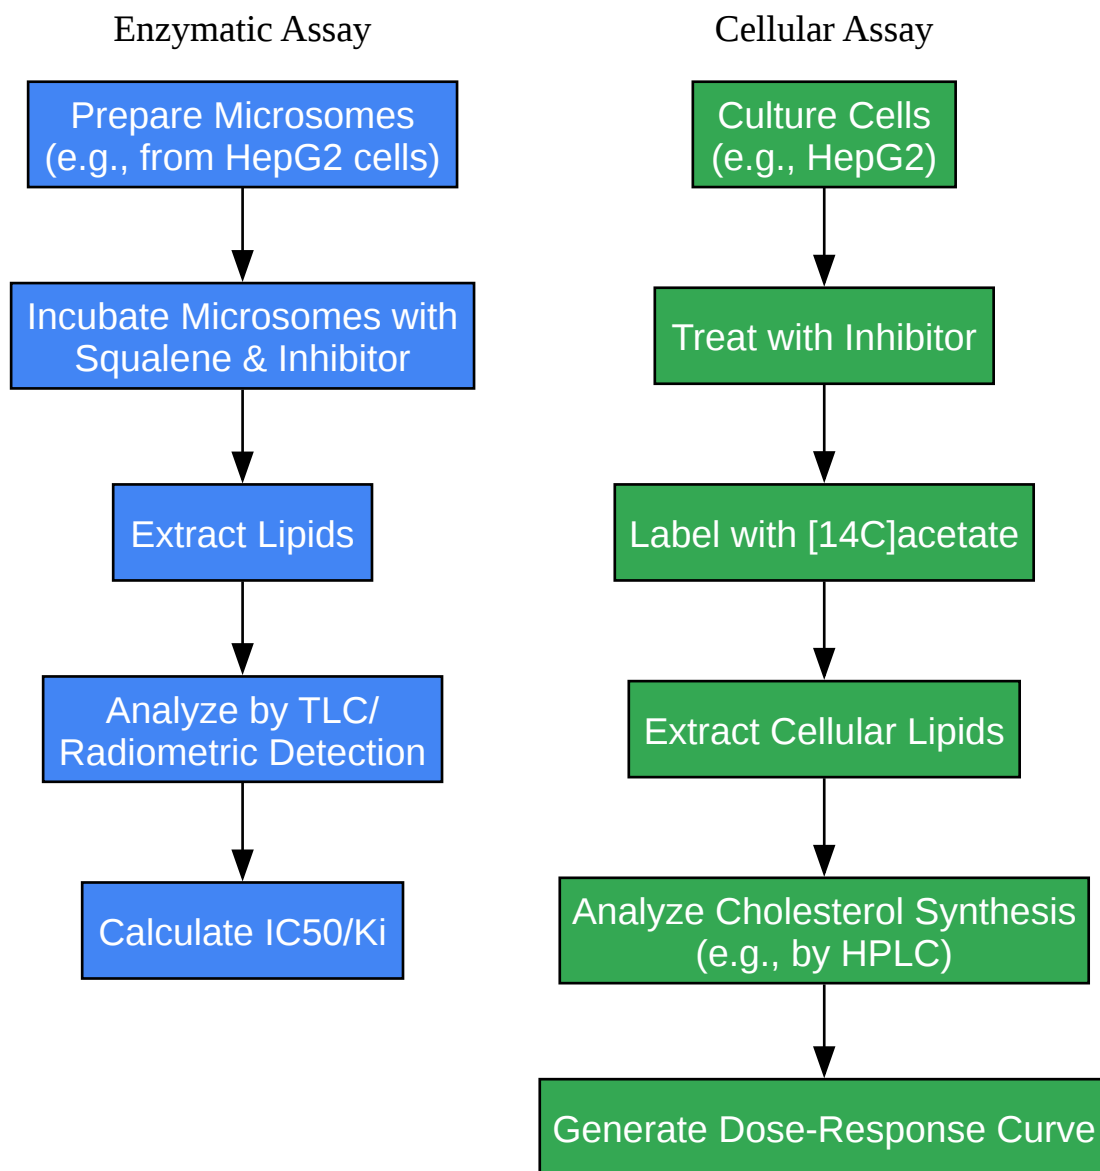 Enzymatic Assay
Prepare Microsomes
(e.g., from HepG2 cells)
Incubate Microsomes with
Squalene & Inhibitor
Extract Lipids
Analyze by TLC/
Radiometric Detection
Calculate IC50/Ki
Cellular Assay
Culture Cells
(e.g., HepG2)
Treat with Inhibitor
Label with [14C]acetate
Extract Cellular Lipids
Analyze Cholesterol Synthesis
(e.g., by HPLC)
Generate Dose-Response Curve